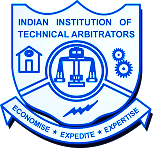 INDIAN INSTITUTION OF
TECHNICAL ARBITRATORS
ECONOMISE ★ EXPEDITE ★ EXPERTISE